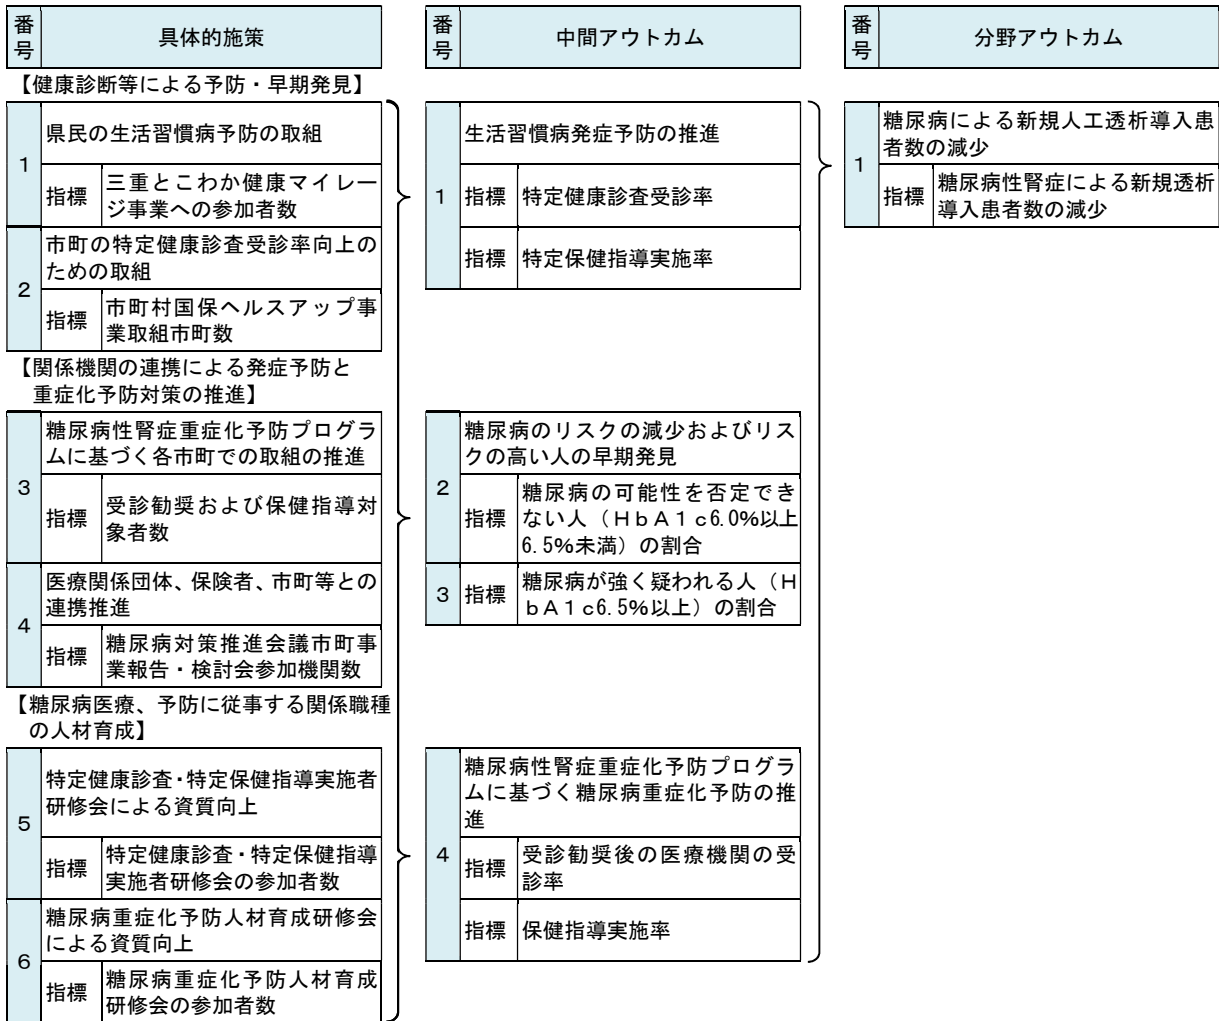 番号
具体的施策
番号
中間アウトカム
番号
分野アウトカム
【健康診断等による予防・早期発見】
1
県民の生活習慣病予防の取組
指標
三重とこわか健康マイレー
ジ事業への参加者数
2
市町の特定健康診査受診率向上の
ための取組
指標
市町村国保ヘルスアップ事
業取組市町数
【関係機関の連携による発症予防と
重症化予防対策の推進】
3
糖尿病性腎症重症化予防プログラ
ムに基づく各市町での取組の推進
指標
受診勧奨および保健指導対
象者数
4
医療関係団体、保険者、市町等との
連携推進
指標
糖尿病対策推進会議市町事
業報告・検討会参加機関数
【糖尿病医療、予防に従事する関係職種
の人材育成】
5
特定健康診査・特定保健指導実施者
研修会による資質向上
指標
特定健康診査・特定保健指導
実施者研修会の参加者数
6
糖尿病重症化予防人材育成研修会
による資質向上
指標
糖尿病重症化予防人材育成
研修会の参加者数
1
生活習慣病発症予防の推進
指標
特定健康診査受診率
指標
特定保健指導実施率
2
糖尿病のリスクの減少およびリス
クの高い人の早期発見
指標
糖尿病の可能性を否定でき
ない人（ＨｂＡ１ｃ6.0%以上
6.5%未満）の割合
3
指標
糖尿病が強く疑われる人（Ｈ
ｂＡ１ｃ6.5%以上）の割合
4
糖尿病性腎症重症化予防プログラ
ムに基づく糖尿病重症化予防の推
進
指標
受診勧奨後の医療機関の受
診率
指標
保健指導実施率
1
糖尿病による新規人工透析導入患
者数の減少
指標
糖尿病性腎症による新規透析
導入患者数の減少